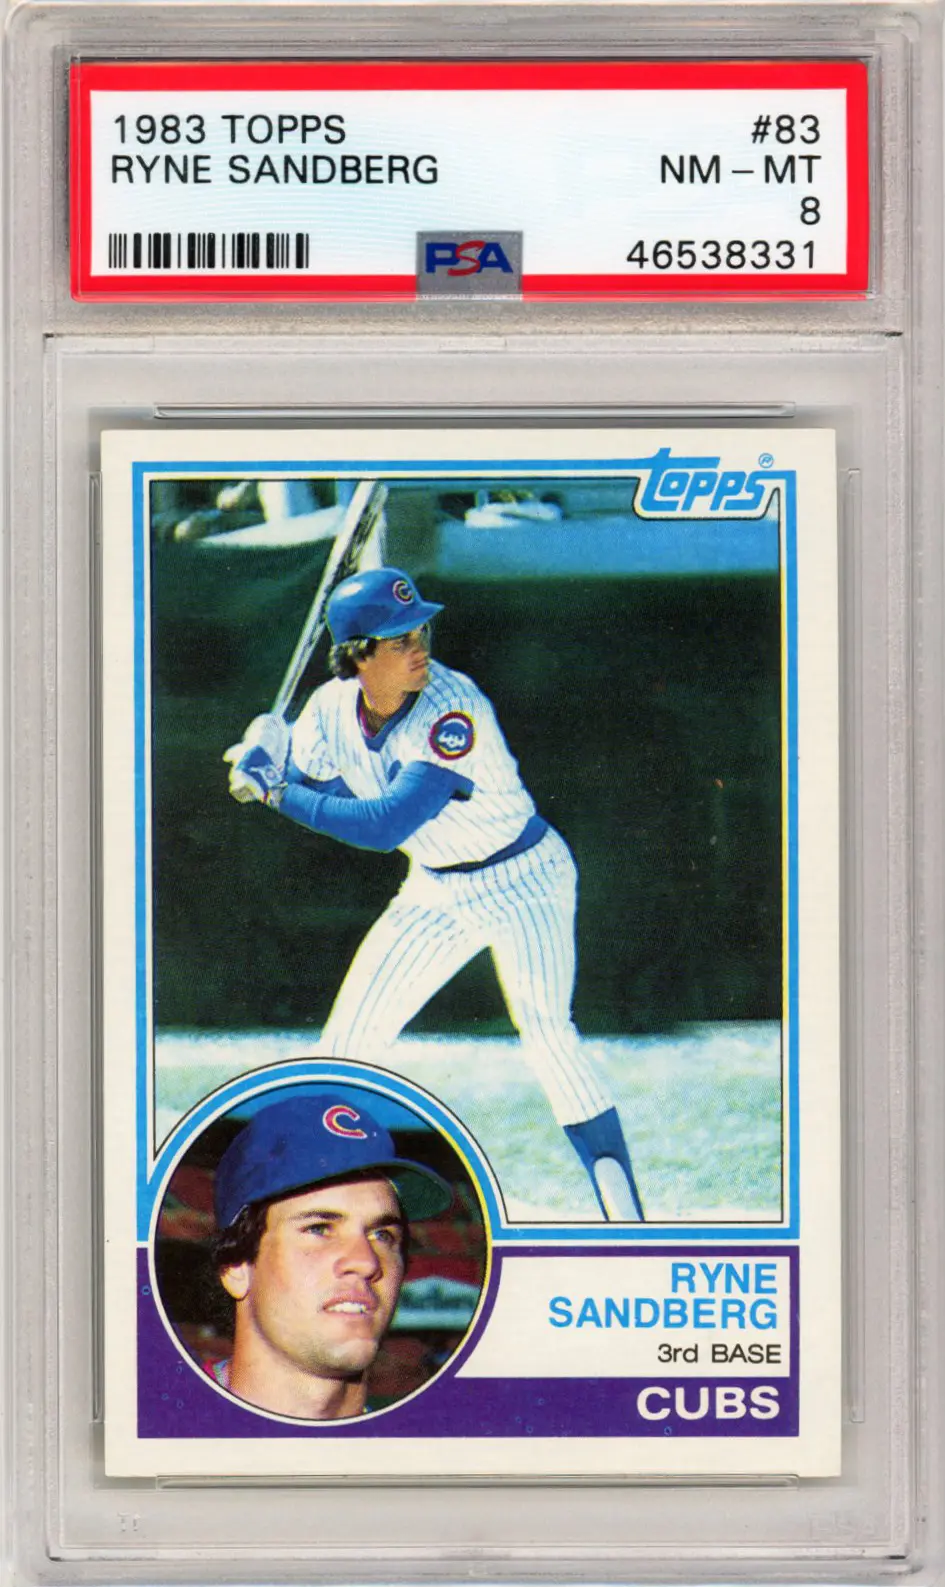 1983 TOPPS #83
RYNE SANDBERG NM - MT
8
46538331
PSA
Topps®
C
C
RYNE
SANDBERG
3rd BASE
CUBS